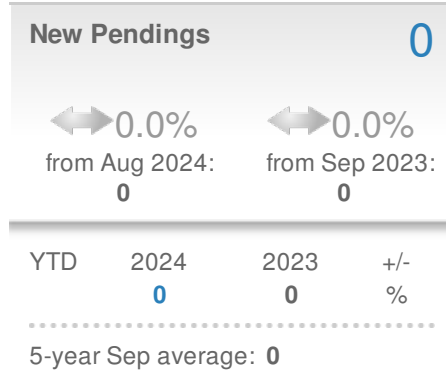 New Pendings 0
0.0% 0.0%
from Aug 2024: from Sep 2023:
0 0
YTD 2024 2023 +/-
0 0 %
5-year Sep average: 0